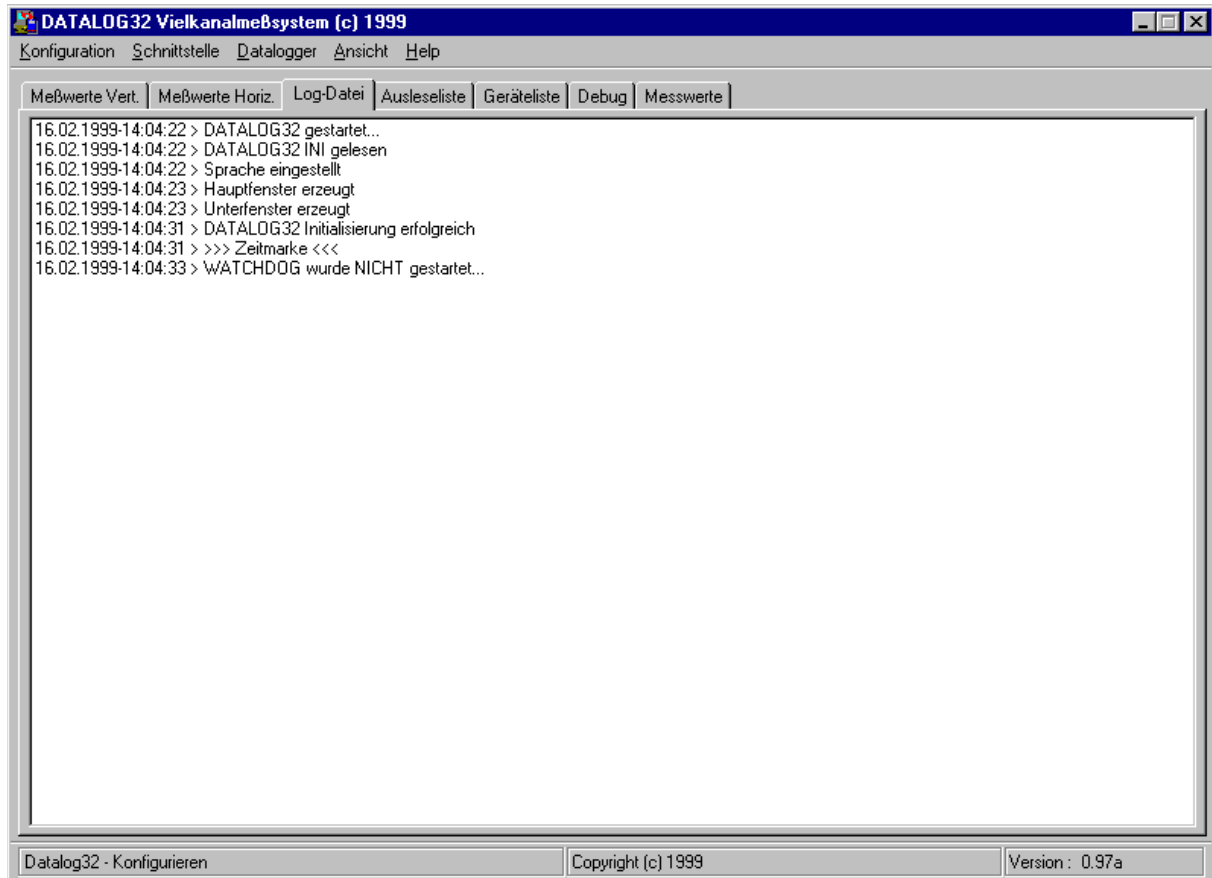 DATALOG32 Vielkanalmeßsystem (c) 1999
Konfiguration Schnittstelle Datalogger Ansicht Help
Meßwerte Vert. Meßwerte Horiz. Log-Datei Ausleseliste Geräteliste Debug Messwerte
16.02.1999-14:04:22 > DATALOG32 gestartet...
16.02.1999-14:04:22 > DATALOG32 INI gelesen
16.02.1999-14:04:22 > Sprache eingestellt
16.02.1999-14:04:23 > Hauptfenster erzeugt
16.02.1999-14:04:23 > Unterfenster erzeugt
16.02.1999-14:04:31 > DATALOG32 Initialisierung erfolgreich
16.02.1999-14:04:31 > >>> Zeitmarke <<<
16.02.1999-14:04:33 > WATCHDOG wurde NICHT gestartet...
Datalog32 - Konfigurieren Copyright (c) 1999 Version : 0.97a